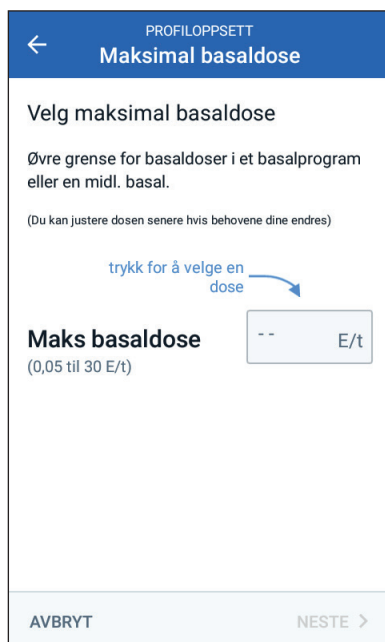 PROFILOPPSETT
Maksimal basaldose
Velg maksimal basaldose
Øvre grense for basaldoser i et basalprogram
eller en midl. basal.
(Du kan justere dosen senere hvis behovene dine endres)
trykk for å velge en
dose
Maks basaldose
-- E/t
(0,05 til 30 E/t)
AVBRYT
NESTE